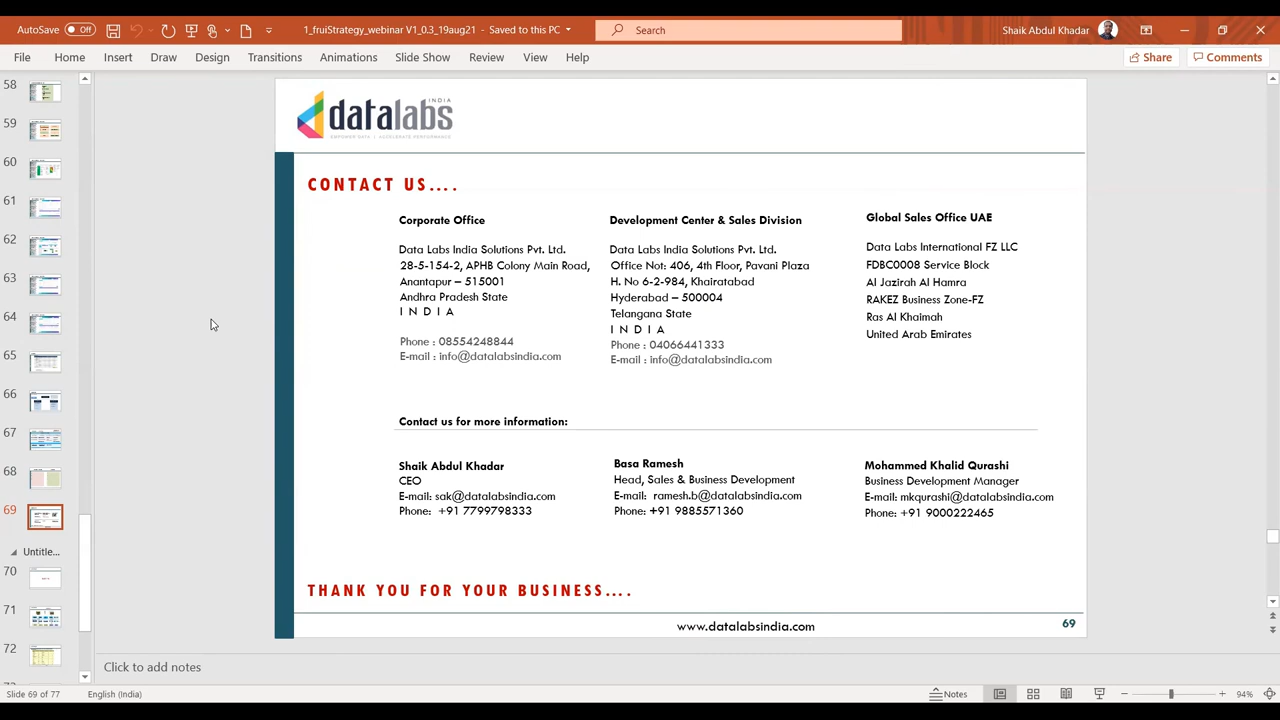 AutoSave Off
1_fruiStrategy_webinar V1_0.3_19aug21 - Saved to this PC
Search
Shaik Abdul Khadar
File Home Insert Draw Design Transitions Animations Slide Show Review View Help
Share Comments
58
59
60
61
62
63
64
65
66
67
68
69
Untitle...
70
71
72
INDIA
datalabs
EMPOWER DATA | ACCELERATE PERFORMANCE
CONTACT US....
Corporate Office
Data Labs India Solutions Pvt. Ltd.
28-5-154-2, APHB Colony Main Road,
Anantapur – 515001
Andhra Pradesh State
I N D I A
Phone : 08554248844
E-mail : info@datalabsindia.com
Development Center & Sales Division
Data Labs India Solutions Pvt. Ltd.
Office Not: 406, 4th Floor, Pavani Plaza
H. No 6-2-984, Khairatabad
Hyderabad – 500004
Telangana State
I N D I A
Phone : 04066441333
E-mail : info@datalabsindia.com
Global Sales Office UAE
Data Labs International FZ LLC
FDBC0008 Service Block
Al Jazirah Al Hamra
RAKEZ Business Zone-FZ
Ras Al Khaimah
United Arab Emirates
Contact us for more information:
Shaik Abdul Khadar
CEO
E-mail: sak@datalabsindia.com
Phone: +91 7799798333
Basa Ramesh
Head, Sales & Business Development
E-mail: ramesh.b@datalabsindia.com
Phone: +91 9885571360
Mohammed Khalid Qurashi
Business Development Manager
E-mail: mkqurashi@datalabsindia.com
Phone: +91 9000222465
THANK YOU FOR YOUR BUSINESS....
www.datalabsindia.com
69
Click to add notes
Slide 69 of 77 English (India)
Notes
94%